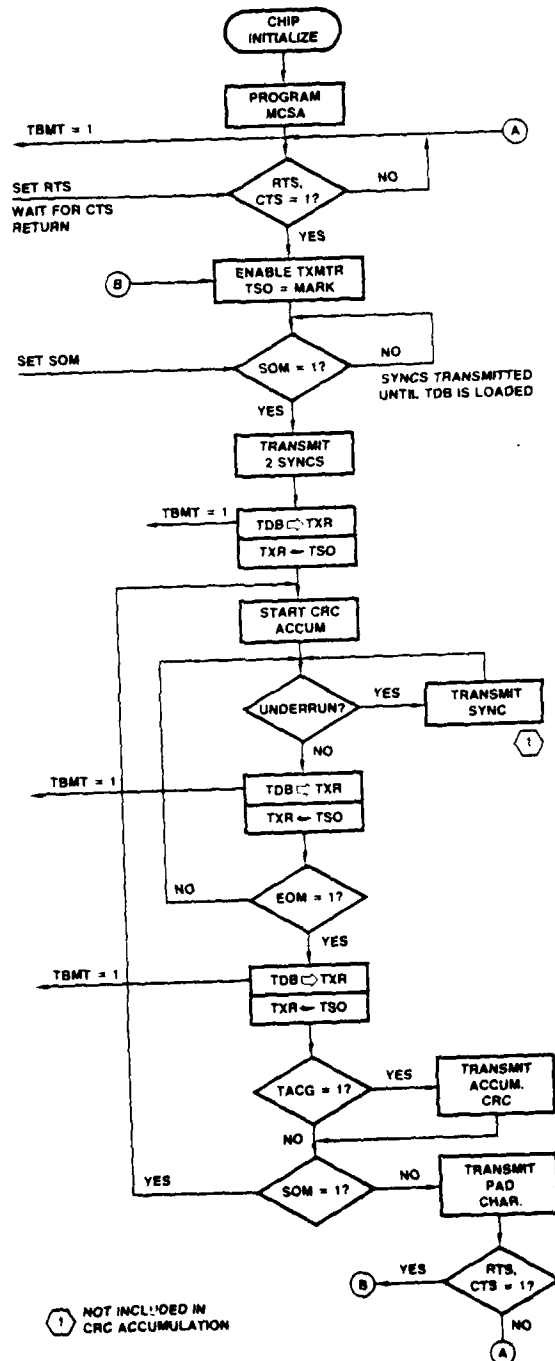 CHIP
INITIALIZE
PROGRAM
MCSA
TBMT = 1
A
SET RTS
WAIT FOR CTS
RETURN
RTS,
CTS = 1?
NO
YES
B
ENABLE TXMTR
TSO = MARK
SET SOM
SOM = 1?
NO
SYNCS TRANSMITTED
UNTIL TDB IS LOADED
YES
TRANSMIT
2 SYNCS
TBMT = 1
TDB ⇨ TXR
TXR ← TSO
START CRC
ACCUM
UNDERRUN?
YES
TRANSMIT
SYNC
1
NO
TBMT = 1
TDB ⇨ TXR
TXR ← TSO
NO
EOM = 1?
YES
TBMT = 1
TDB ⇨ TXR
TXR ← TSO
TACG = 1?
YES
TRANSMIT
ACCUM.
CRC
NO
YES
SOM = 1?
NO
TRANSMIT
PAD
CHAR.
B
YES
RTS,
CTS = 1?
NO
A
1 NOT INCLUDED IN
CRC ACCUMULATION